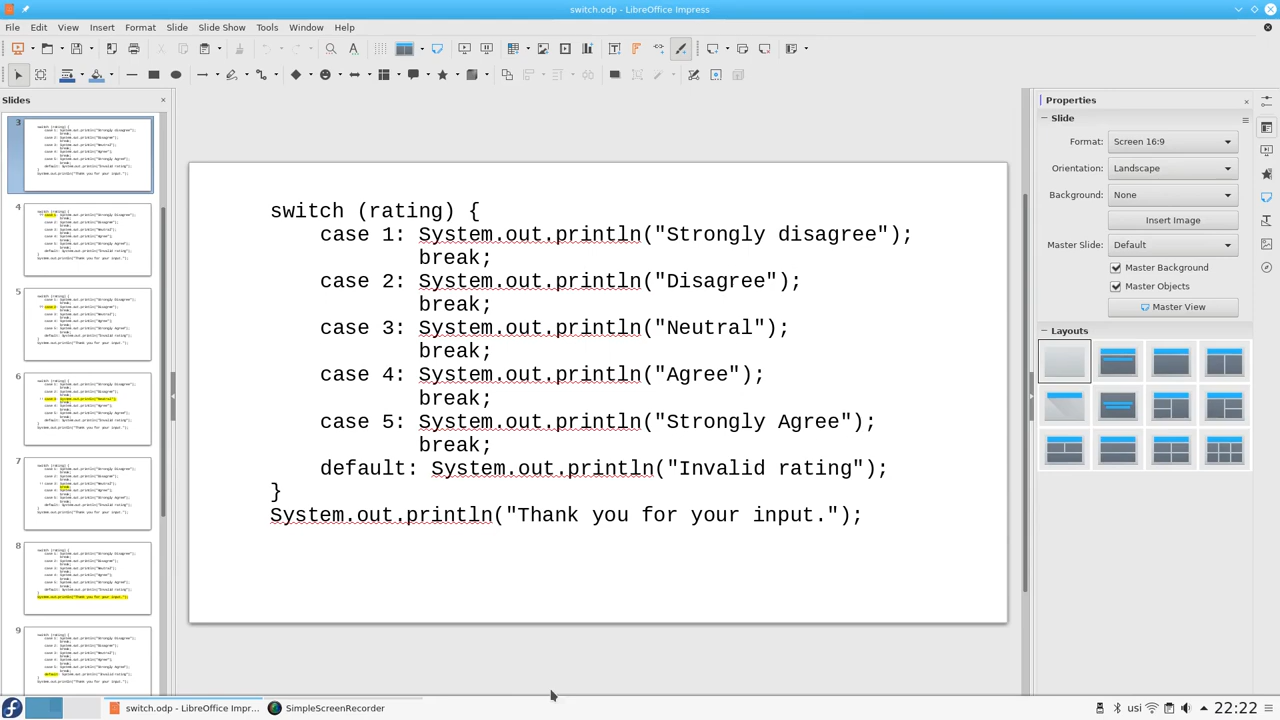 switch.odp - LibreOffice Impress
File Edit View Insert Format Slide Slide Show Tools Window Help
Slides
Properties
Slide
Format: Screen 16:9
Orientation: Landscape
Background: None
Insert Image
Master Slide: Default
Master Background
Master Objects
Master View
Layouts
3
4
5
6
7
8
9
switch (rating) {
case 1: System.out.println("Strongly disagree");
break;
case 2: System.out.println("Disagree");
break;
case 3: System.out.println("Neutral");
break;
case 4: System.out.println("Agree");
break;
case 5: System.out.println("Strongly Agree");
break;
default: System.out.println("Invalid rating");
}
System.out.println("Thank you for your input.");
switch.odp - LibreOffice Impr...
SimpleScreenRecorder
usi
22:22